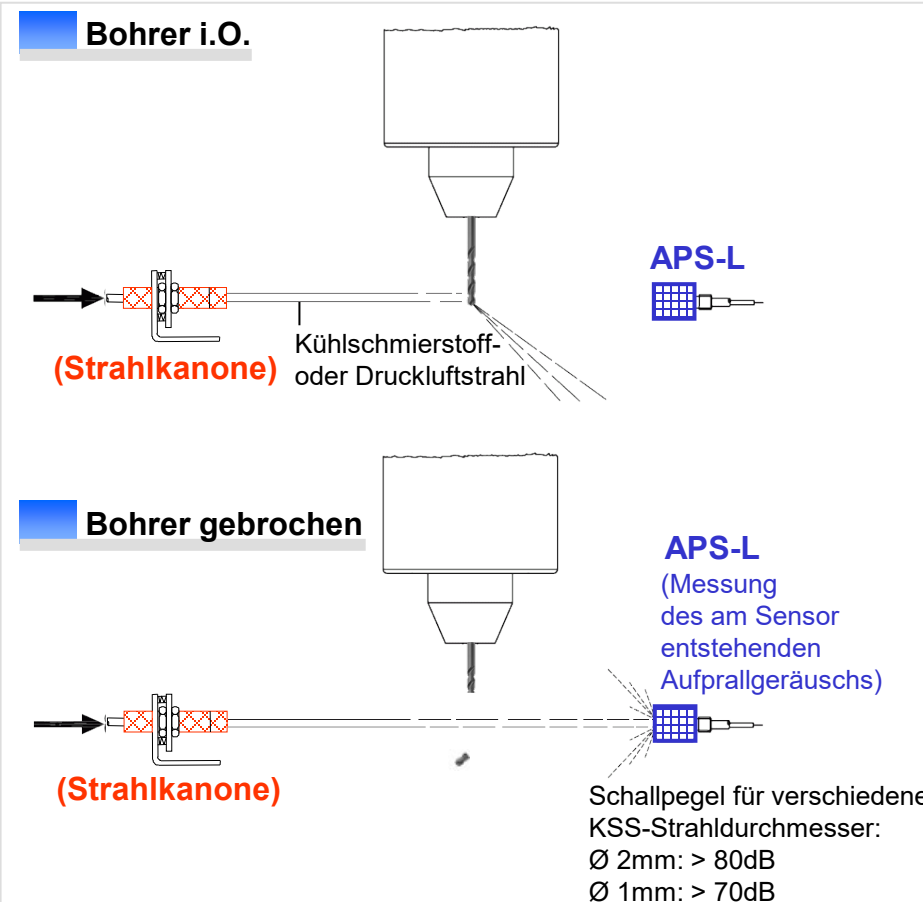 Bohrer i.O.
APS-L
(Strahlkanone)
Kühlschmierstoff-
oder Druckluftstrahl
Bohrer gebrochen
APS-L
(Messung
des am Sensor
entstehenden
Aufprallgeräuschs)
(Strahlkanone)
Schallpegel für verschiedene
KSS-Strahldurchmesser:
Ø 2mm: > 80dB
Ø 1mm: > 70dB